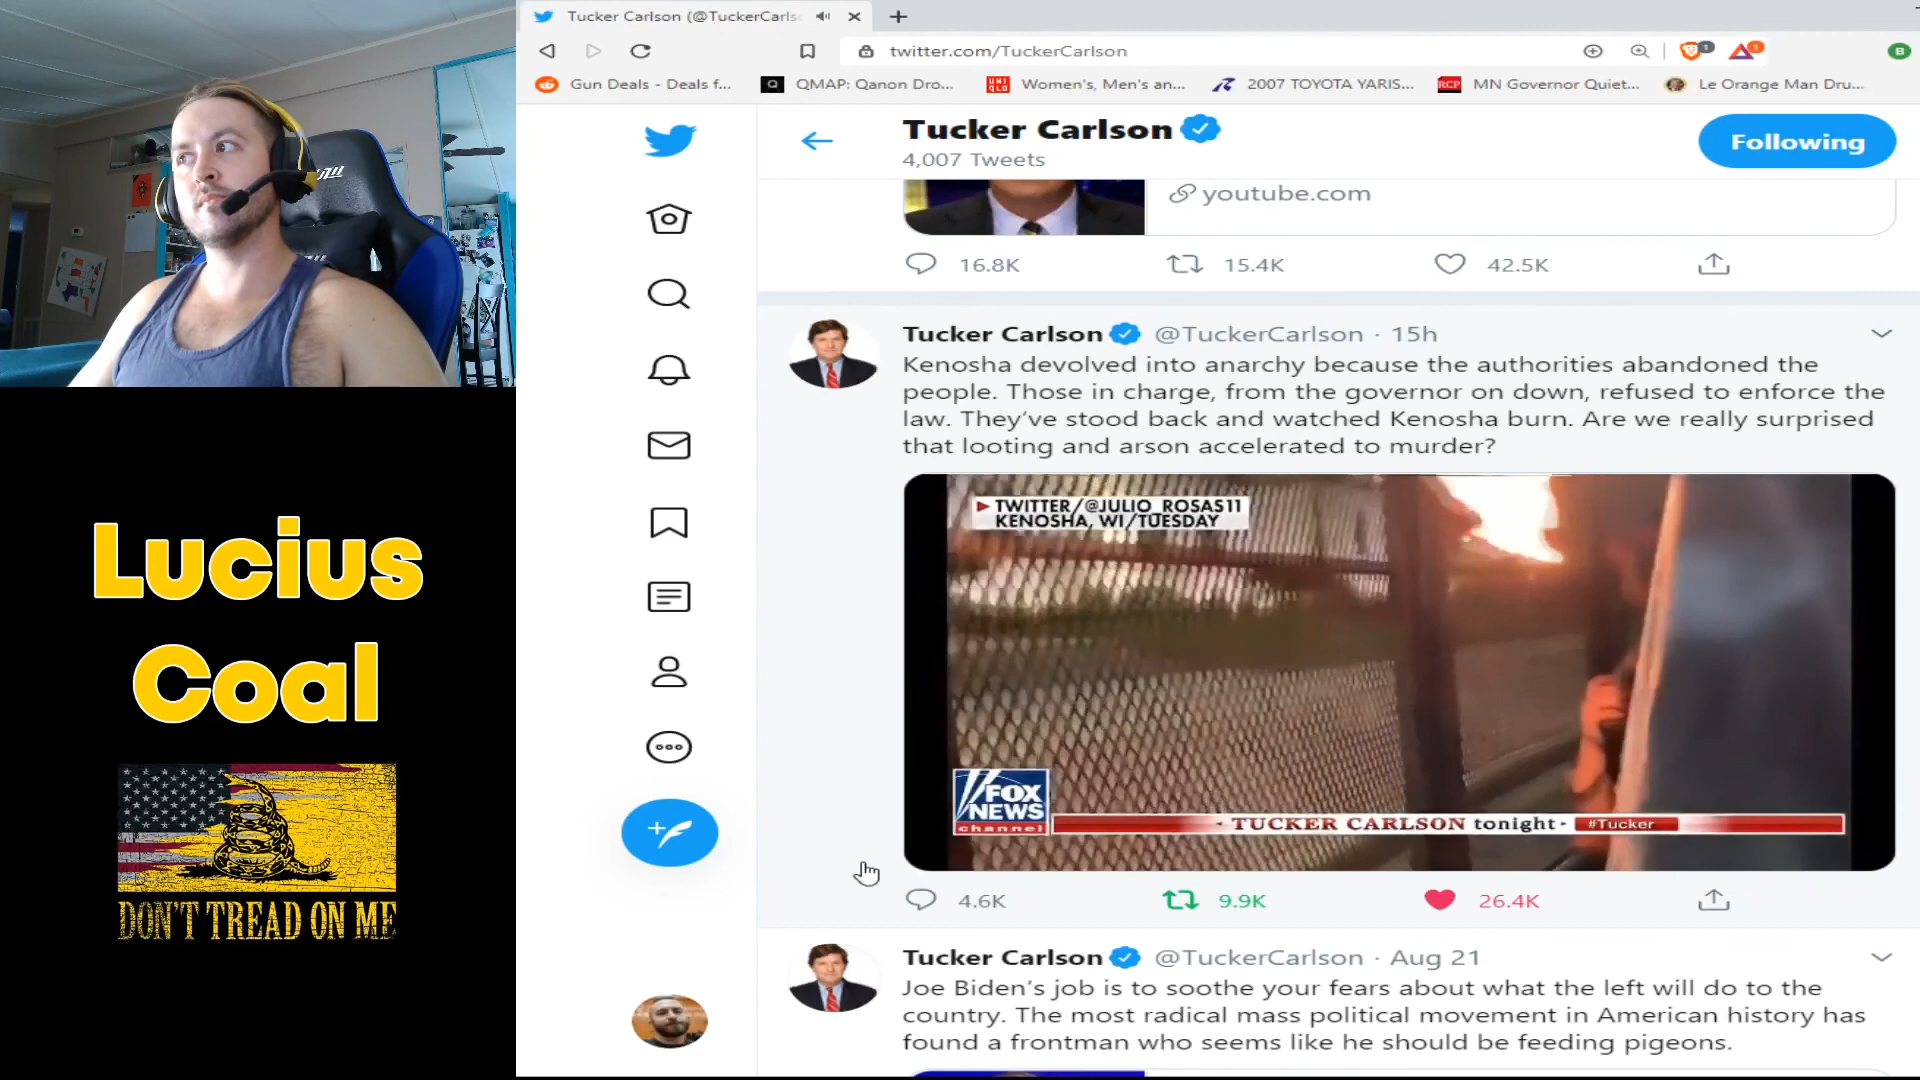 Tucker Carlson (@TuckerCarls
twitter.com/TuckerCarlson
1
1
B
Gun Deals - Deals f...
Q
QMAP: Qanon Dro...
UNI QLO
Women's, Men's an...
2007 TOYOTA YARIS...
RCP
MN Governor Quiet...
Le Orange Man Dru...
Tucker Carlson
4,007 Tweets
Following
youtube.com
16.8K
15.4K
42.5K
Tucker Carlson @TuckerCarlson · 15h
Kenosha devolved into anarchy because the authorities abandoned the
people. Those in charge, from the governor on down, refused to enforce the
law. They've stood back and watched Kenosha burn. Are we really surprised
that looting and arson accelerated to murder?
TWITTER/@JULIO_ROSAS11
KENOSHA, WI/TUESDAY
FOX
NEWS
channel
TUCKER CARLSON tonight
#Tucker
4.6K
9.9K
26.4K
Tucker Carlson @TuckerCarlson · Aug 21
Joe Biden's job is to soothe your fears about what the left will do to the
country. The most radical mass political movement in American history has
found a frontman who seems like he should be feeding pigeons.
Lucius
Coal
DON'T TREAD ON ME